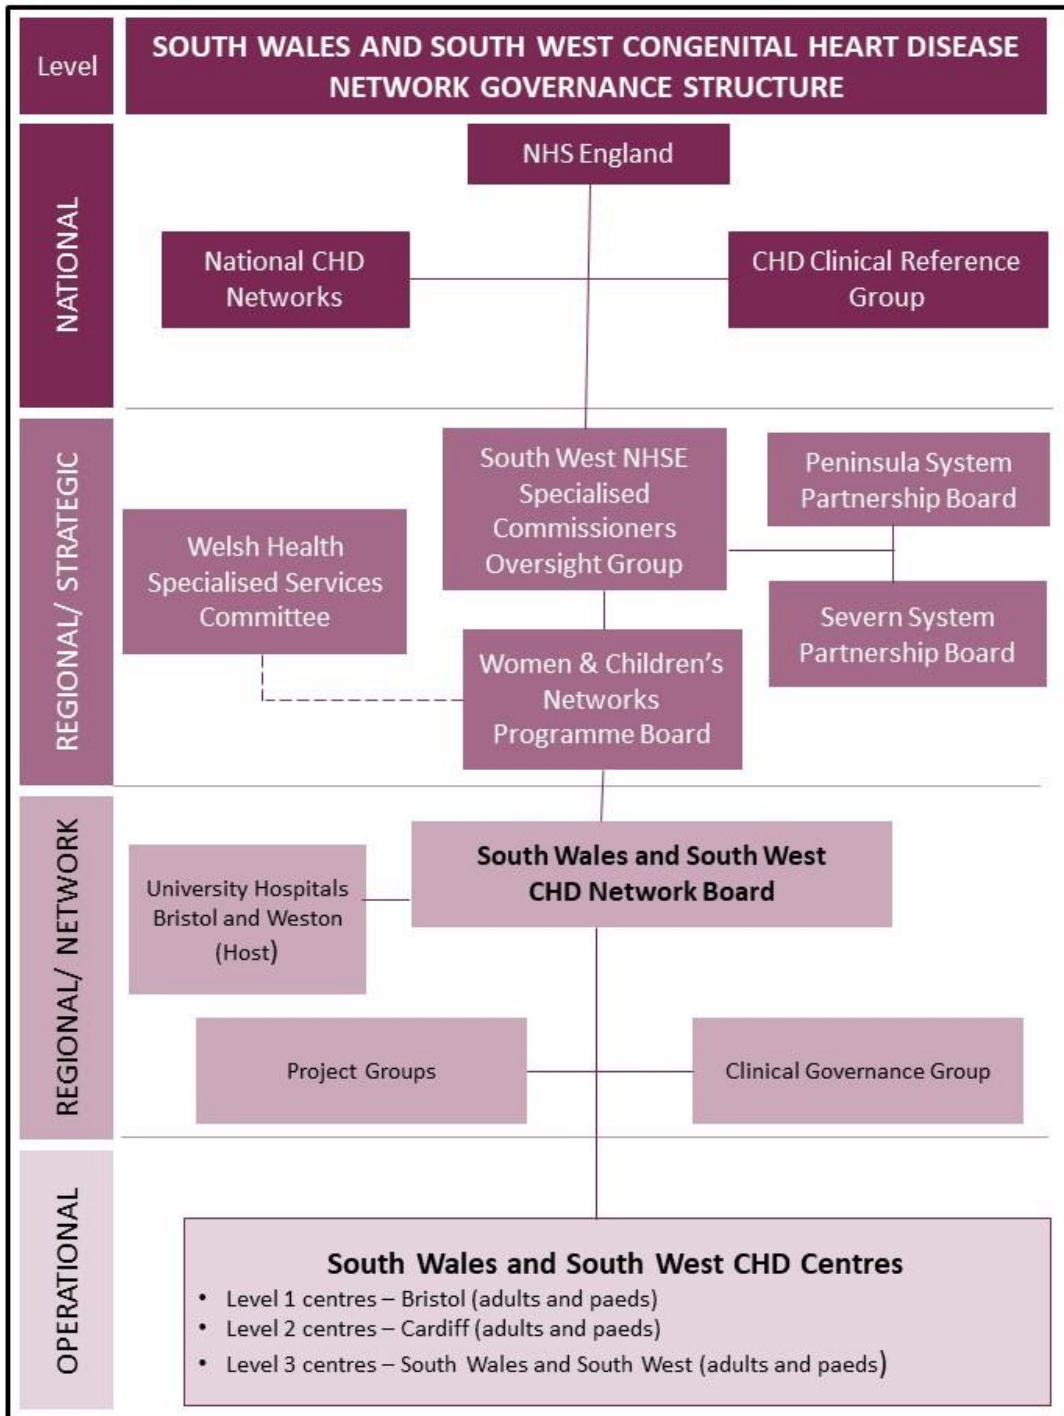 Level
SOUTH WALES AND SOUTH WEST CONGENITAL HEART DISEASE
NETWORK GOVERNANCE STRUCTURE
NATIONAL
NHS England
National CHD
Networks
CHD Clinical Reference
Group
REGIONAL/ STRATEGIC
South West NHSE
Specialised
Commissioners
Oversight Group
Peninsula System
Partnership Board
Welsh Health
Specialised Services
Committee
Severn System
Partnership Board
Women & Children's
Networks
Programme Board
REGIONAL/ NETWORK
South Wales and South West
CHD Network Board
University Hospitals
Bristol and Weston
(Host)
Project Groups
Clinical Governance Group
OPERATIONAL
South Wales and South West CHD Centres
• Level 1 centres – Bristol (adults and paeds)
• Level 2 centres – Cardiff (adults and paeds)
• Level 3 centres – South Wales and South West (adults and paeds)